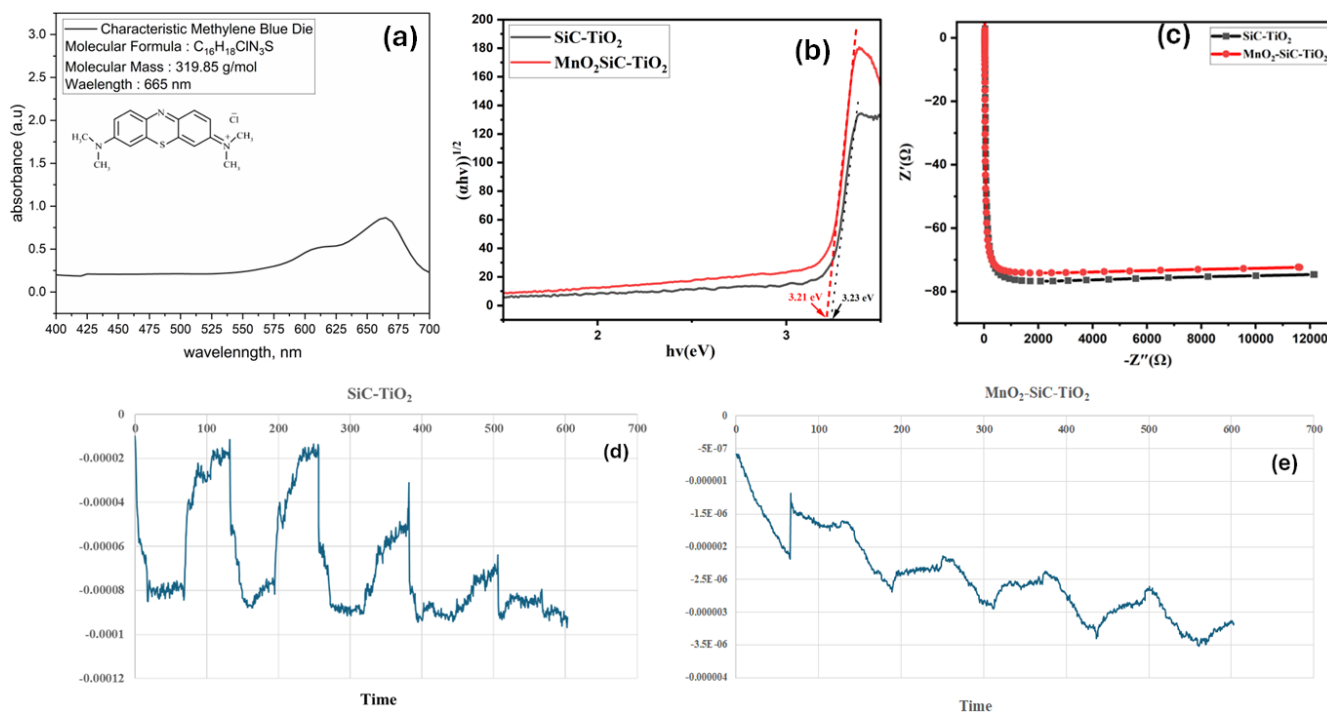 Characteristic Methylene Blue Die
Molecular Formula : C₁₆H₁₈ClN₃S
Molecular Mass : 319.85 g/mol
Waelength : 665 nm
(a)
H₃C
N
CH₃
N
S
Cl
−
N
+
CH₃
CH₃
absorbance (a.u)
3.0
2.5
2.0
1.5
1.0
0.5
0.0
400 425 450 475 500 525 550 575 600 625 650 675 700
wavelenngth, nm
SiC-TiO₂
MnO₂SiC-TiO₂
(b)
(αhv))^1/2
200
180
160
140
120
100
80
60
40
20
0
3.21 eV
3.23 eV
2 3
hv(eV)
(c)
SiC-TiO₂
MnO₂-SiC-TiO₂
Z'(Ω)
0
−20
−40
−60
−80
0 2000 4000 6000 8000 10000 12000
-Z″(Ω)
SiC-TiO₂
0 100 200 300 400 500 600 700
(d)
0
-0.00002
-0.00004
-0.00006
-0.00008
-0.0001
-0.00012
Time
MnO₂-SiC-TiO₂
0 100 200 300 400 500 600 700
(e)
0
-5E-07
-0.000001
-1.5E-06
-0.000002
-2.5E-06
-0.000003
-3.5E-06
-0.000004
Time